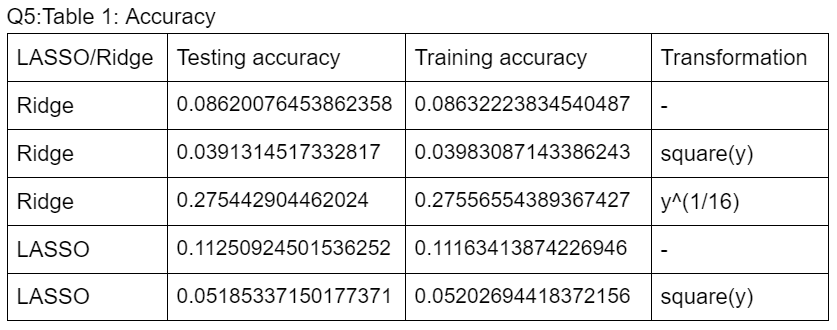 Q5:Table 1: Accuracy
LASSO/Ridge Testing accuracy Training accuracy Transformation
Ridge 0.08620076453862358 0.08632223834540487 -
Ridge 0.0391314517332817 0.03983087143386243 square(y)
Ridge 0.275442904462024 0.27556554389367427 y^(1/16)
LASSO 0.11250924501536252 0.11163413874226946 -
LASSO 0.05185337150177371 0.05202694418372156 square(y)